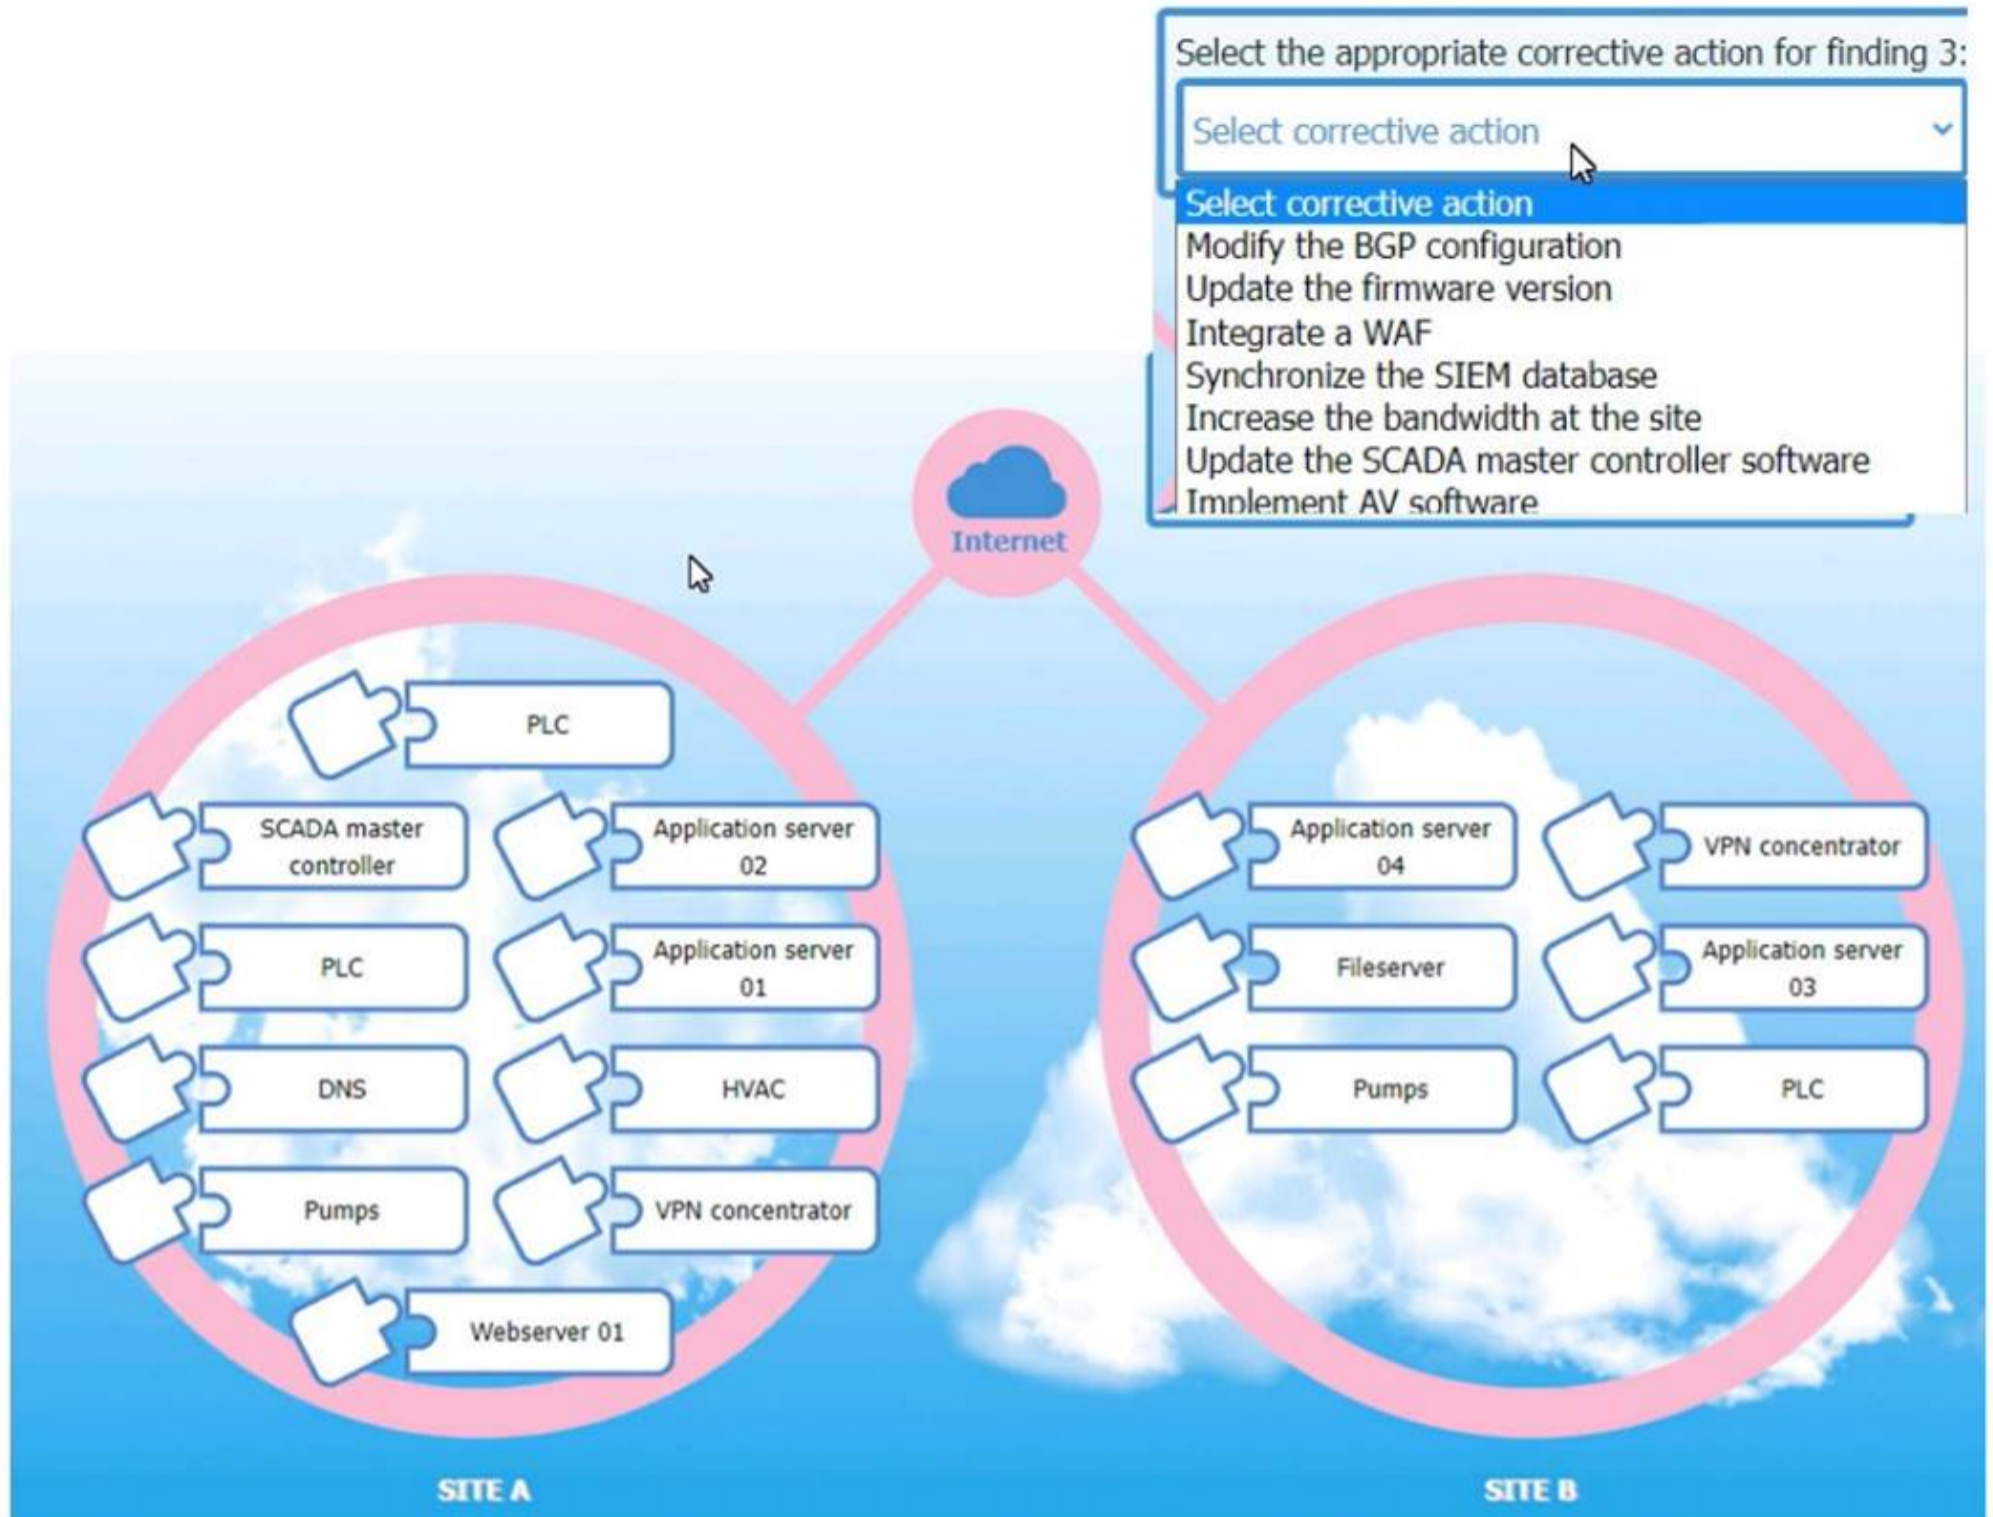 Select the appropriate corrective action for finding 3:
Select corrective action
Select corrective action
Modify the BGP configuration
Update the firmware version
Integrate a WAF
Synchronize the SIEM database
Increase the bandwidth at the site
Update the SCADA master controller software
Implement AV software
Internet
PLC
SCADA master
controller
Application server
02
PLC
Application server
01
DNS
HVAC
Pumps
VPN concentrator
Webserver 01
SITE A
Application server
04
VPN concentrator
Fileserver
Application server
03
Pumps
PLC
SITE B